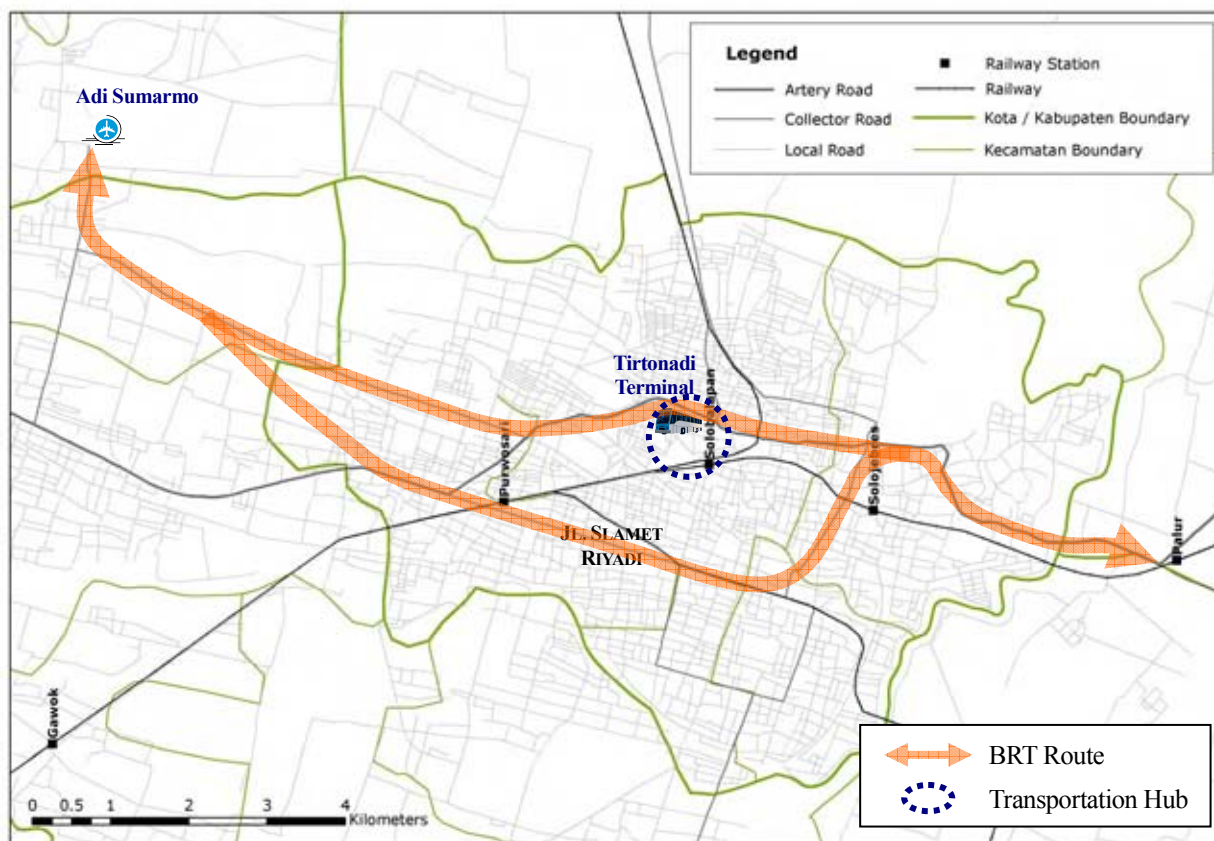 Legend
Artery Road
Collector Road
Local Road
Railway Station
Railway
Kota / Kabupaten Boundary
Kecamatan Boundary
Adi Sumarmo
Tirtonadi
Terminal
Solobalapan
Purwosari
Solojebres
JL. SLAMET
RIYADI
Palur
Gawok
0 0.5 1 2 3 4
Kilometers
BRT Route
Transportation Hub